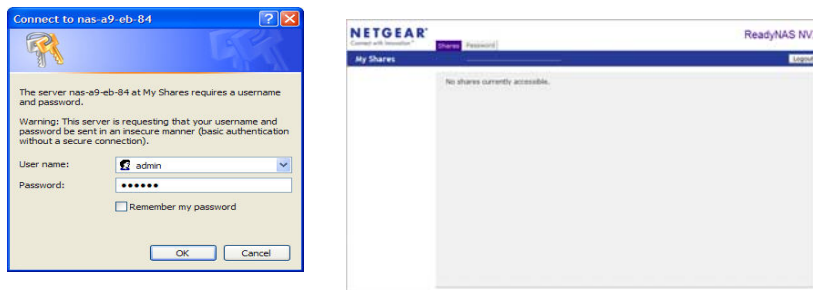 Connect to nas-a9-eb-84
The server nas-a9-eb-84 at My Shares requires a username
and password.
Warning: This server is requesting that your username and
password be sent in an insecure manner (basic authentication
without a secure connection).
User name:
admin
Password:
••••••
Remember my password
OK
Cancel
NETGEAR
Connect with Innovation
Shares
Password
ReadyNAS NV
My Shares
Logout
No shares currently accessible.